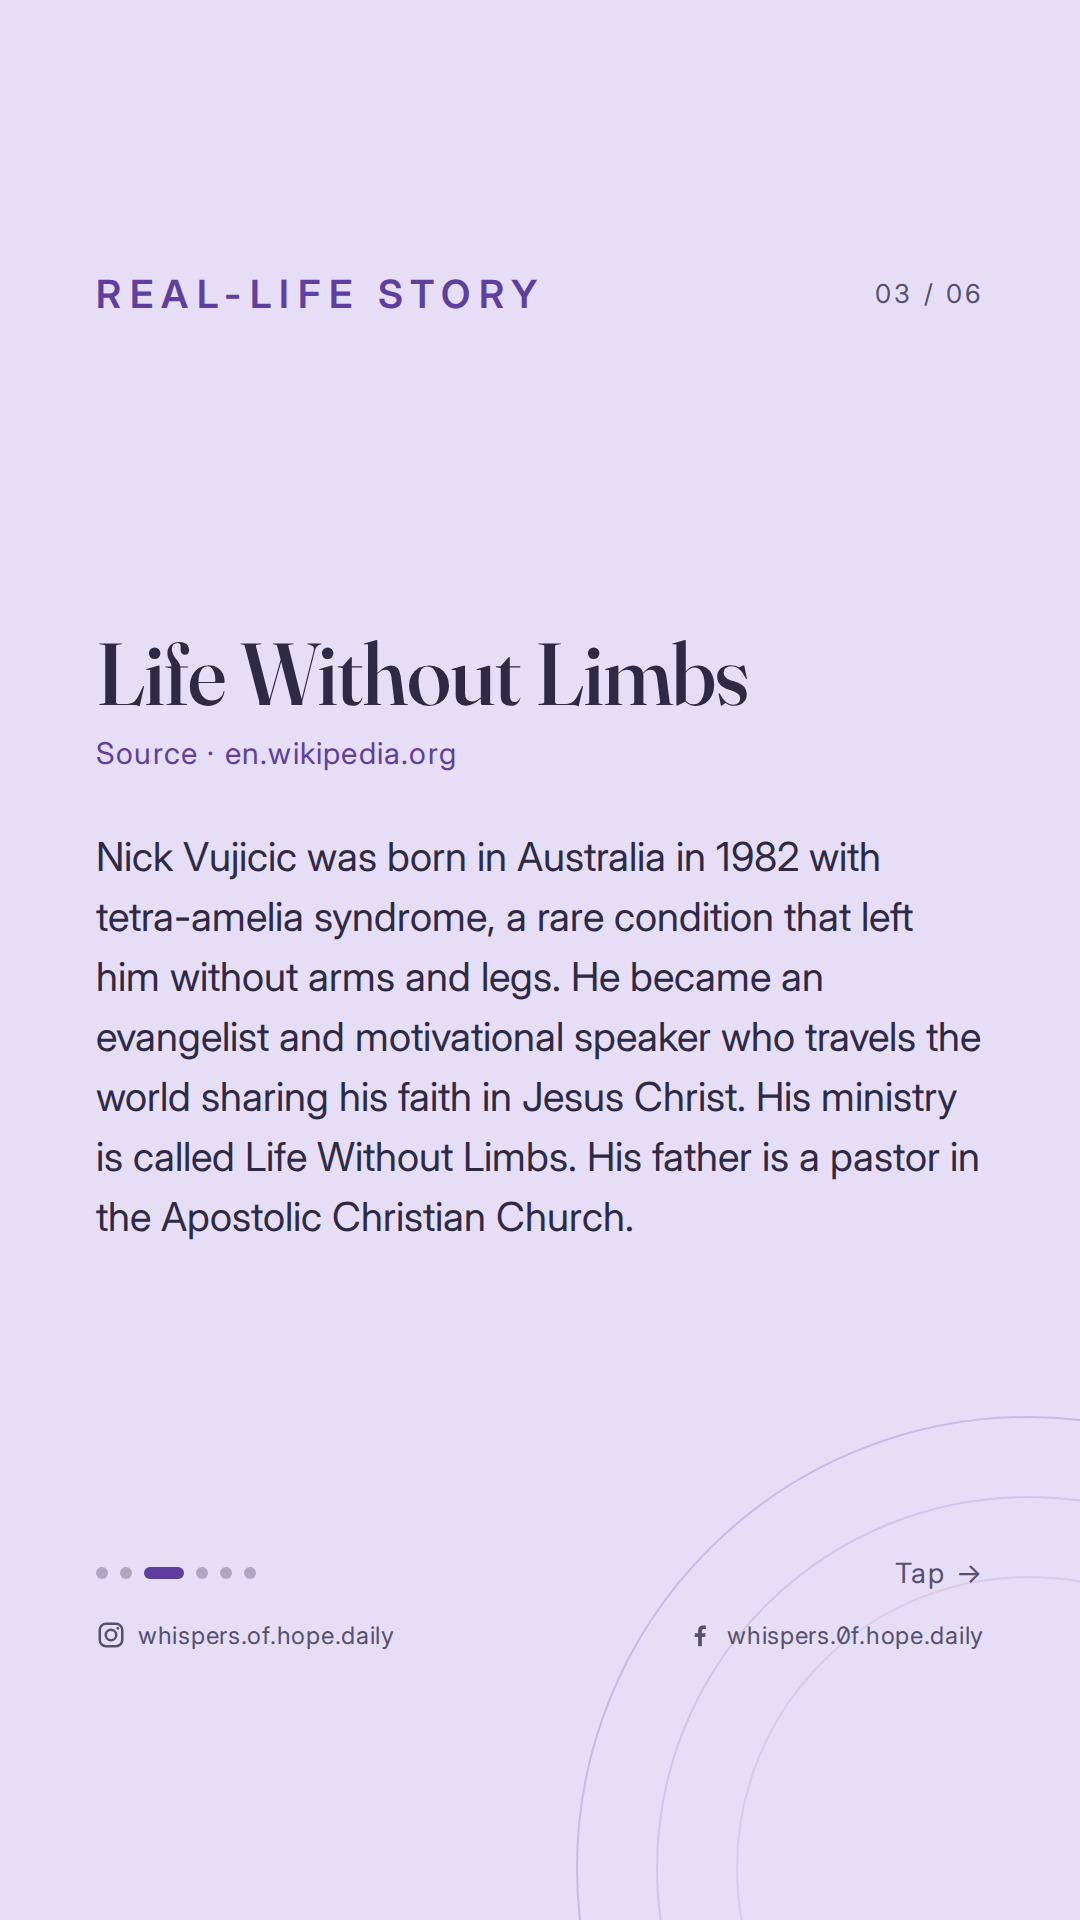 REAL-LIFE STORY
03 / 06
Life Without Limbs
Source · en.wikipedia.org
Nick Vujicic was born in Australia in 1982 with
tetra-amelia syndrome, a rare condition that left
him without arms and legs. He became an
evangelist and motivational speaker who travels the
world sharing his faith in Jesus Christ. His ministry
is called Life Without Limbs. His father is a pastor in
the Apostolic Christian Church.
Tap →
whispers.of.hope.daily
whispers.0f.hope.daily